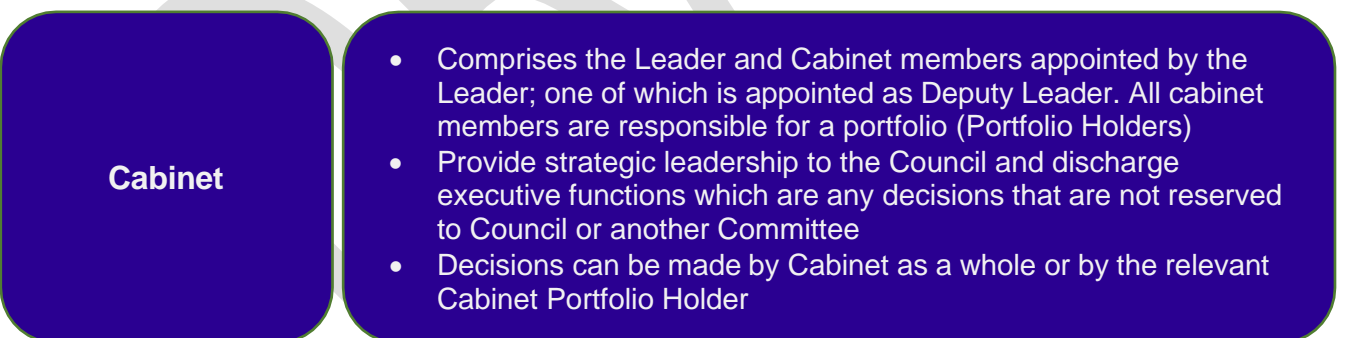 Cabinet
• Comprises the Leader and Cabinet members appointed by the
Leader; one of which is appointed as Deputy Leader. All cabinet
members are responsible for a portfolio (Portfolio Holders)
• Provide strategic leadership to the Council and discharge
executive functions which are any decisions that are not reserved
to Council or another Committee
• Decisions can be made by Cabinet as a whole or by the relevant
Cabinet Portfolio Holder